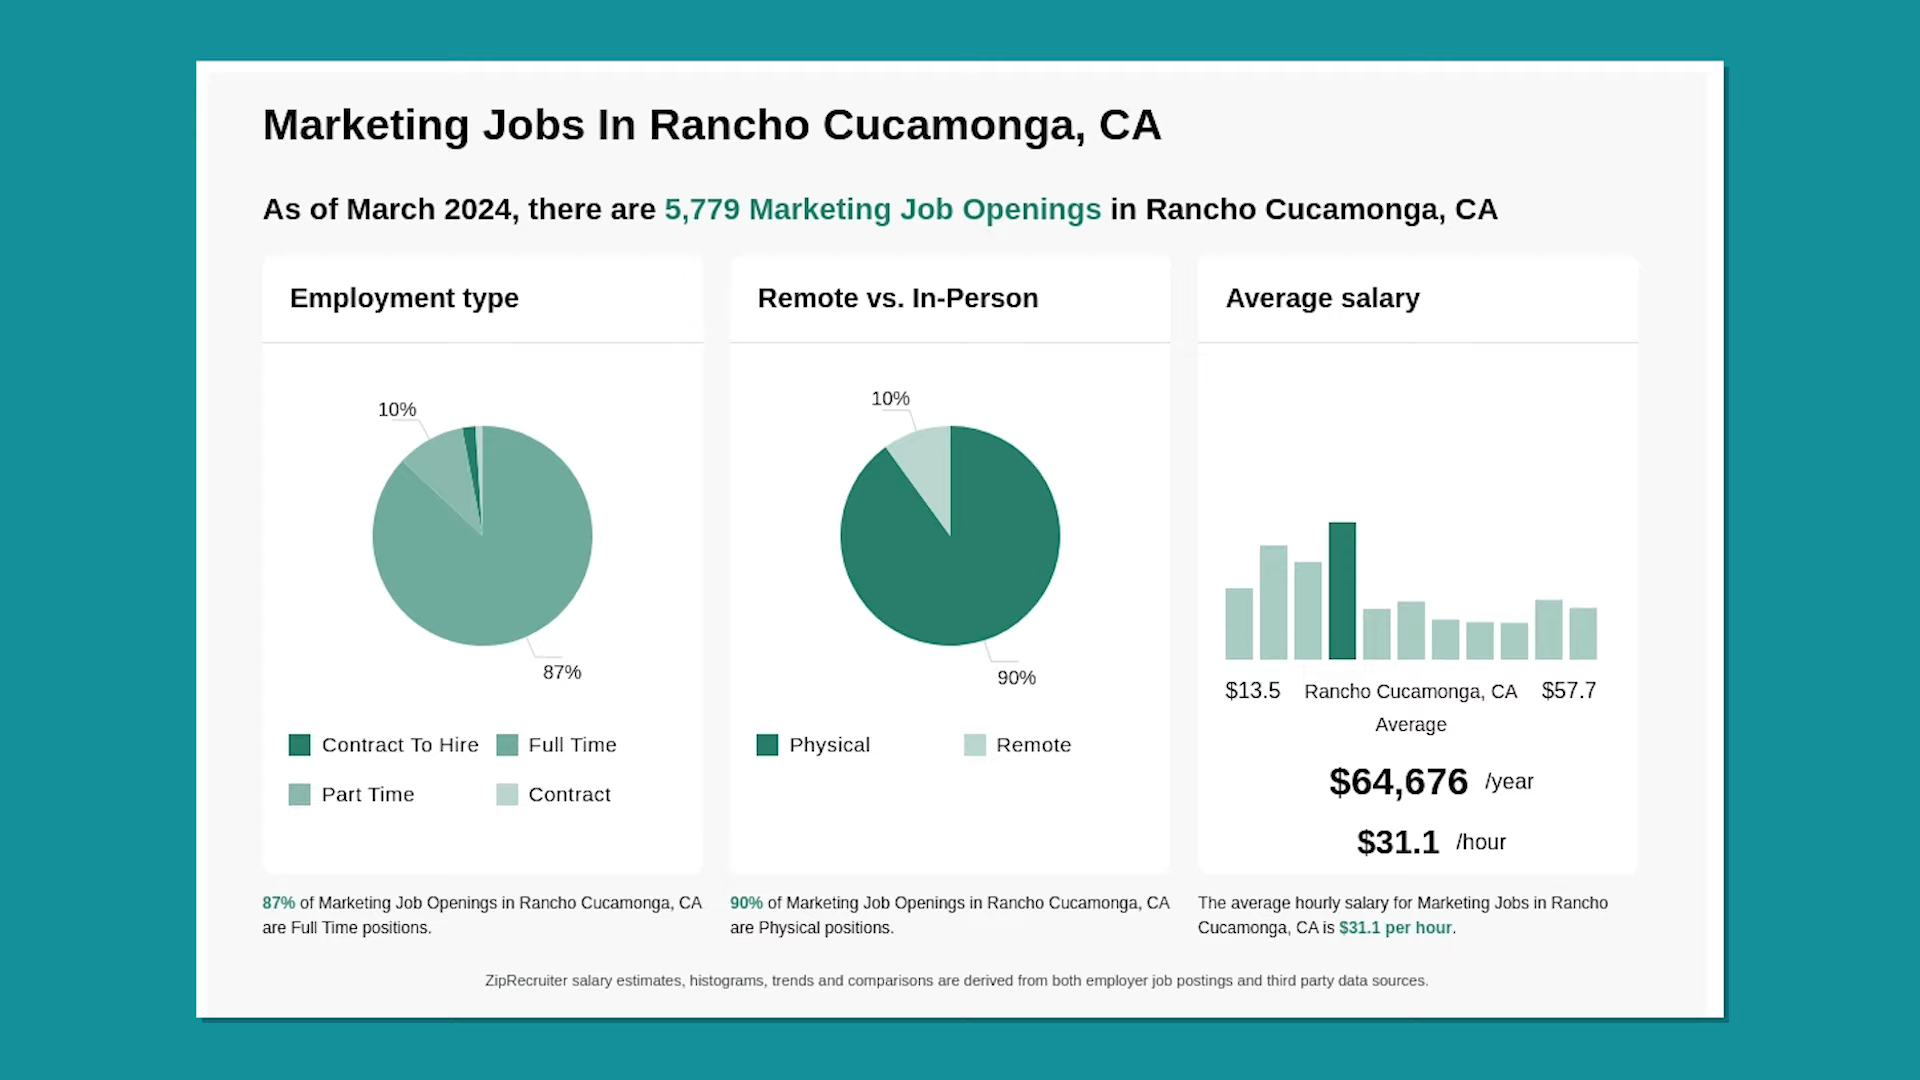 Marketing Jobs In Rancho Cucamonga, CA
As of March 2024, there are 5,779 Marketing Job Openings in Rancho Cucamonga, CA
Employment type
10%
87%
Contract To Hire
Full Time
Part Time
Contract
87% of Marketing Job Openings in Rancho Cucamonga, CA
are Full Time positions.
Remote vs. In-Person
10%
90%
Physical
Remote
90% of Marketing Job Openings in Rancho Cucamonga, CA
are Physical positions.
Average salary
$13.5
Rancho Cucamonga, CA
Average
$57.7
$64,676 /year
$31.1 /hour
The average hourly salary for Marketing Jobs in Rancho
Cucamonga, CA is $31.1 per hour.
ZipRecruiter salary estimates, histograms, trends and comparisons are derived from both employer job postings and third party data sources.